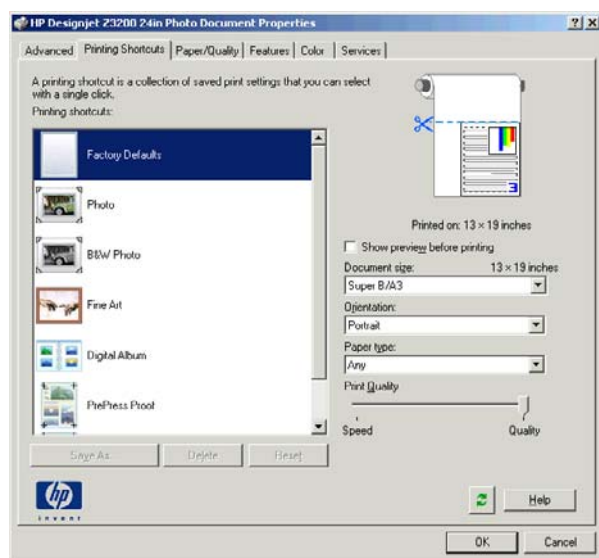 HP Designjet Z3200 24in Photo Document Properties
Advanced Printing Shortcuts Paper/Quality Features Color Services
A printing shortcut is a collection of saved print settings that you can select
with a single click.
Printing shortcuts:
Factory Defaults
Photo
B&W Photo
Fine Art
Digital Album
PrePress Proof
Save As
Delete
Reset
Printed on: 13 × 19 inches
Show preview before printing
Document size: 13 × 19 inches
Super B/A3
Orientation:
Portrait
Paper type:
Any
Print Quality
Speed Quality
hp
invent
Help
OK Cancel